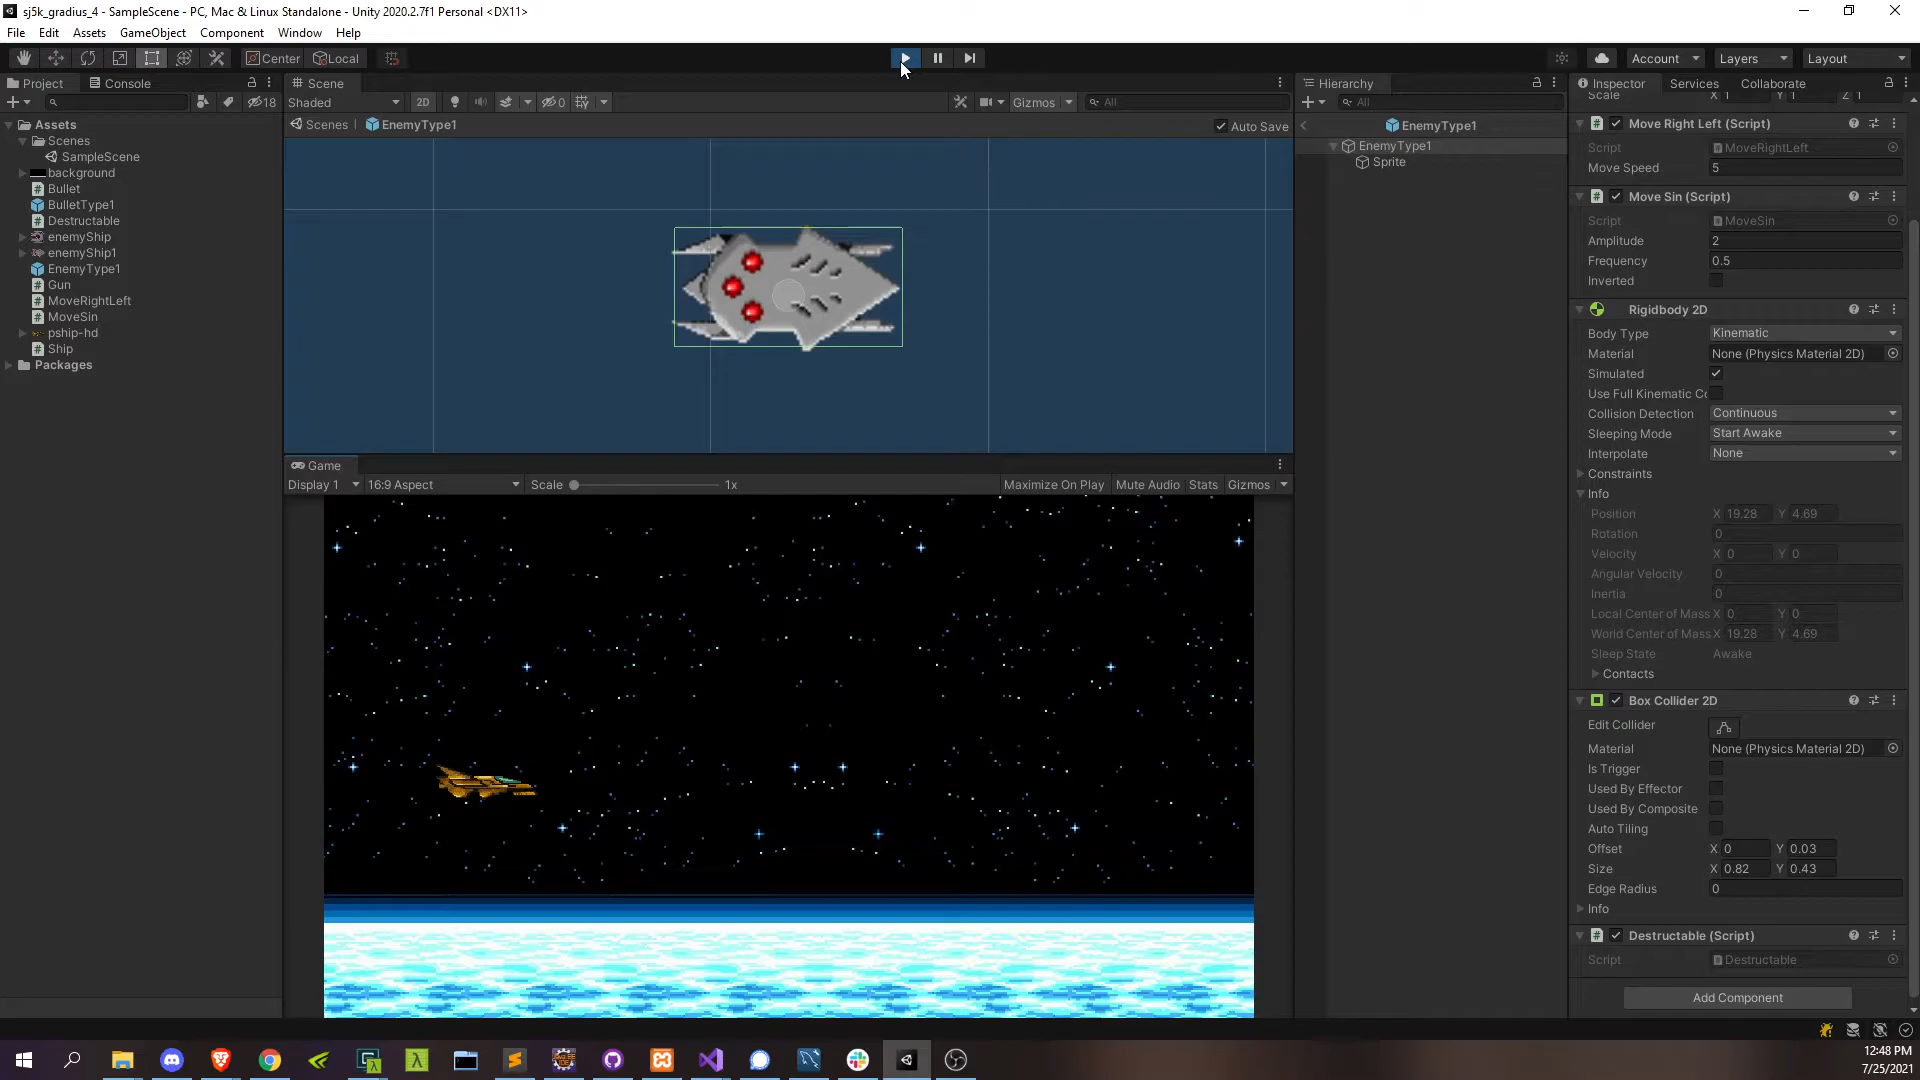 sj5k_gradius_4 - SampleScene - PC, Mac & Linux Standalone - Unity 2020.2.7f1 Personal <DX11>
File Edit Assets GameObject Component Window Help
Center Local Account Layers Layout
Project Console
18
Assets
Scenes
SampleScene
background
Bullet
BulletType1
Destructable
enemyShip
enemyShip1
EnemyType1
Gun
MoveRightLeft
MoveSin
pship-hd
Ship
Packages
Scene
Shaded 2D 0 Gizmos All
Scenes EnemyType1 Auto Save
Game
Display 1 16:9 Aspect Scale 1x Maximize On Play Mute Audio Stats Gizmos
Hierarchy
All
EnemyType1
EnemyType1
Sprite
Inspector Services Collaborate
Scale X 1 Y 1 Z 1
Move Right Left (Script)
Script MoveRightLeft
Move Speed 5
Move Sin (Script)
Script MoveSin
Amplitude 2
Frequency 0.5
Inverted
Rigidbody 2D
Body Type Kinematic
Material None (Physics Material 2D)
Simulated
Use Full Kinematic Co
Collision Detection Continuous
Sleeping Mode Start Awake
Interpolate None
Constraints
Info
Position X 19.28 Y 4.69
Rotation 0
Velocity X 0 Y 0
Angular Velocity 0
Inertia 0
Local Center of Mass X 0 Y 0
World Center of Mass X 19.28 Y 4.69
Sleep State Awake
Contacts
Box Collider 2D
Edit Collider
Material None (Physics Material 2D)
Is Trigger
Used By Effector
Used By Composite
Auto Tiling
Offset X 0 Y 0.03
Size X 0.82 Y 0.43
Edge Radius 0
Info
Destructable (Script)
Script Destructable
Add Component
12:48 PM
7/25/2021